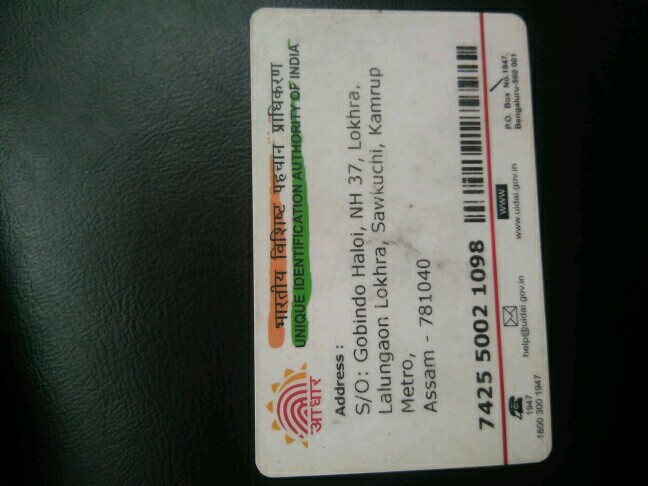 भारतीय विशिष्ट पहचान प्राधिकरण
UNIQUE IDENTIFICATION AUTHORITY OF INDIA
आधार
Address :
S/O: Gobindo Haloi, NH 37, Lokhra,
Lalungaon Lokhra, Sawkuchi, Kamrup
Metro,
Assam - 781040
7425 5002 1098
1947
1800 300 1947
help@uidai.gov.in
www
www.uidai.gov.in
P.O. Box No.1947,
Bengaluru-560 001